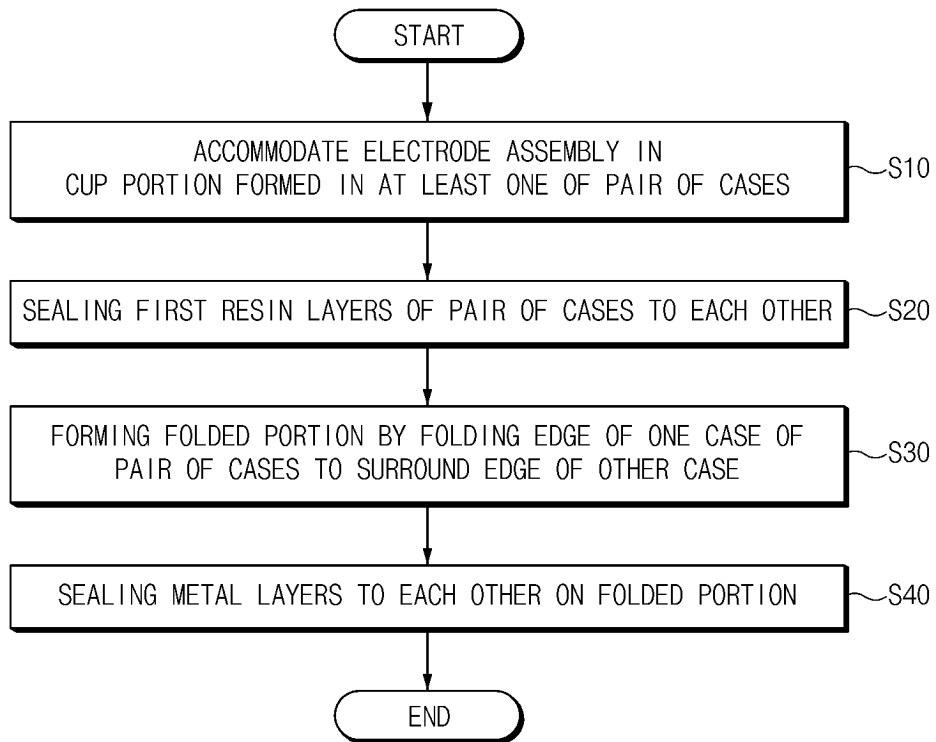 START
ACCOMMODATE ELECTRODE ASSEMBLY IN
CUP PORTION FORMED IN AT LEAST ONE OF PAIR OF CASES
S10
SEALING FIRST RESIN LAYERS OF PAIR OF CASES TO EACH OTHER
S20
FORMING FOLDED PORTION BY FOLDING EDGE OF ONE CASE OF
PAIR OF CASES TO SURROUND EDGE OF OTHER CASE
S30
SEALING METAL LAYERS TO EACH OTHER ON FOLDED PORTION
S40
END